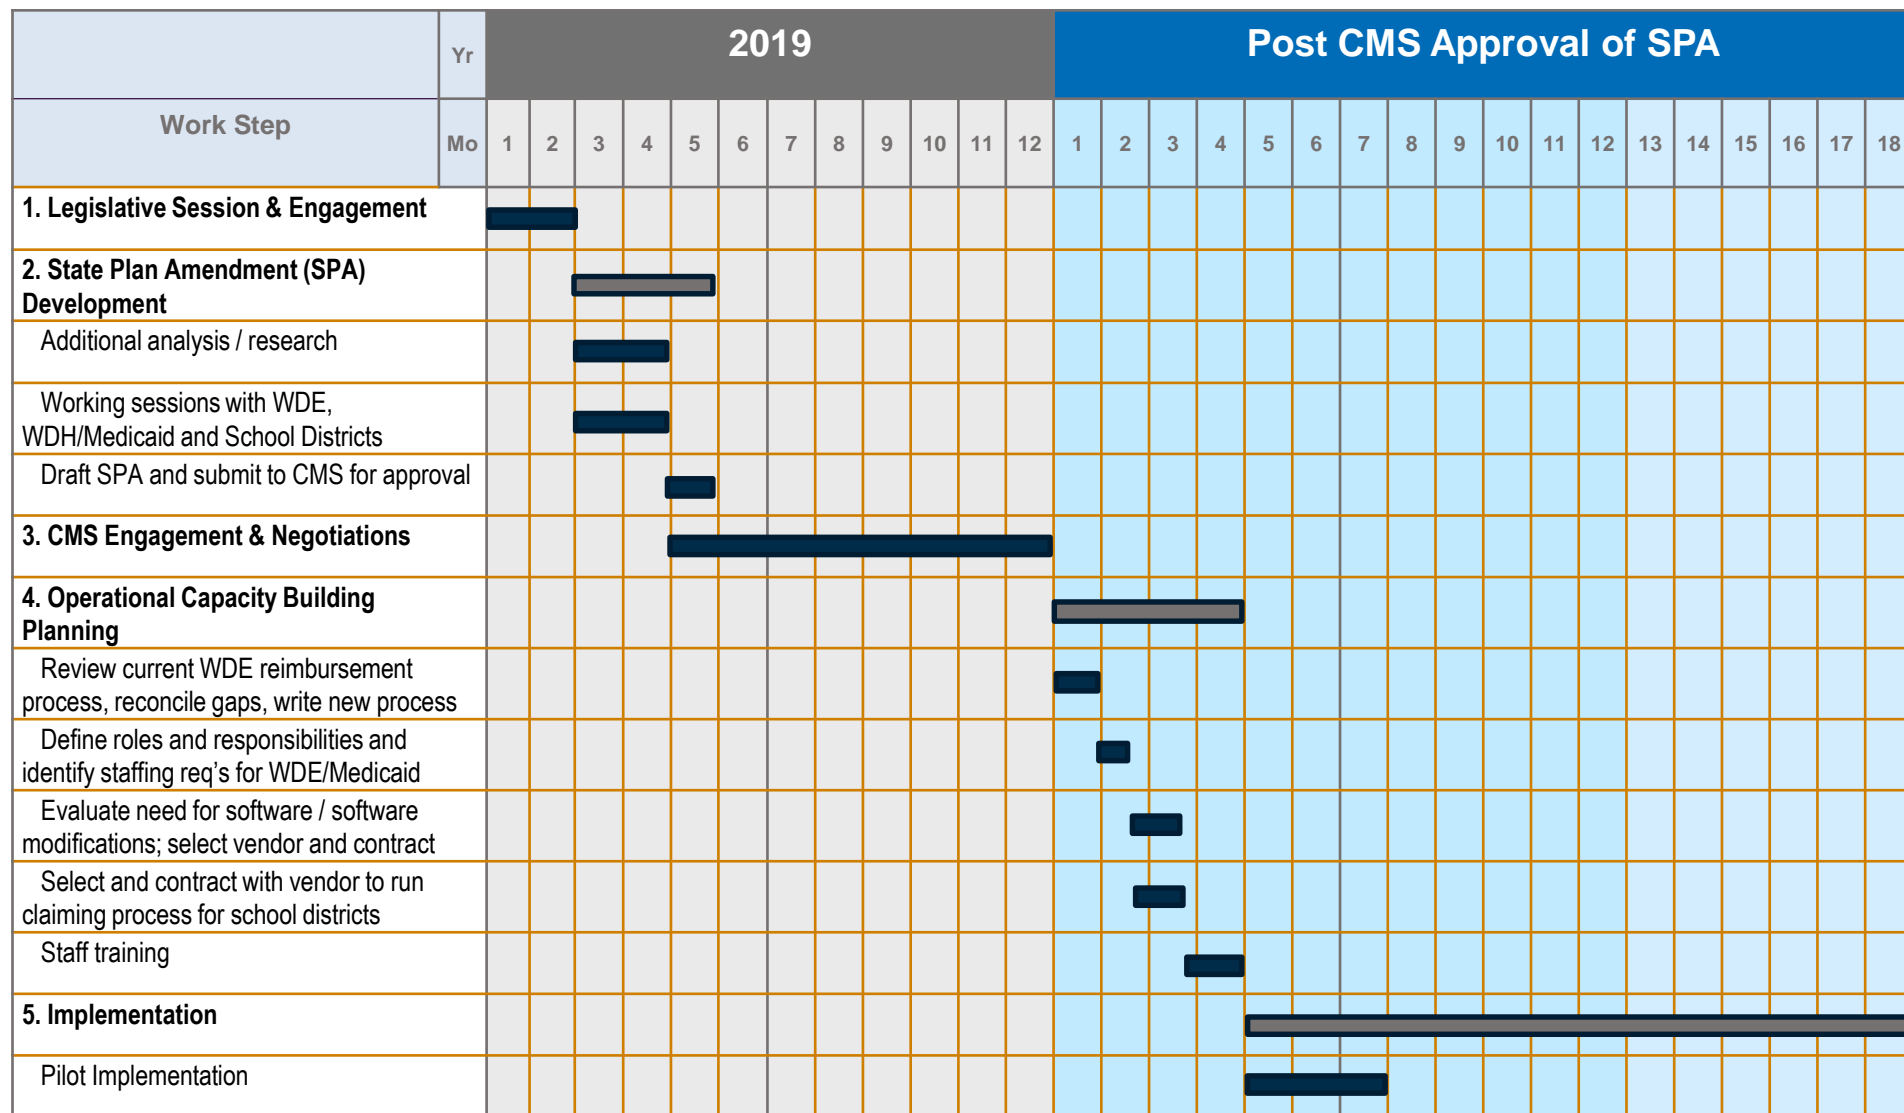 Yr 2019 Post CMS Approval of SPA
Work Step Mo 1 2 3 4 5 6 7 8 9 10 11 12 1 2 3 4 5 6 7 8 9 10 11 12 13 14 15 16 17 18
1. Legislative Session & Engagement
2. State Plan Amendment (SPA)
Development
Additional analysis / research
Working sessions with WDE,
WDH/Medicaid and School Districts
Draft SPA and submit to CMS for approval
3. CMS Engagement & Negotiations
4. Operational Capacity Building
Planning
Review current WDE reimbursement
process, reconcile gaps, write new process
Define roles and responsibilities and
identify staffing req’s for WDE/Medicaid
Evaluate need for software / software
modifications; select vendor and contract
Select and contract with vendor to run
claiming process for school districts
Staff training
5. Implementation
Pilot Implementation